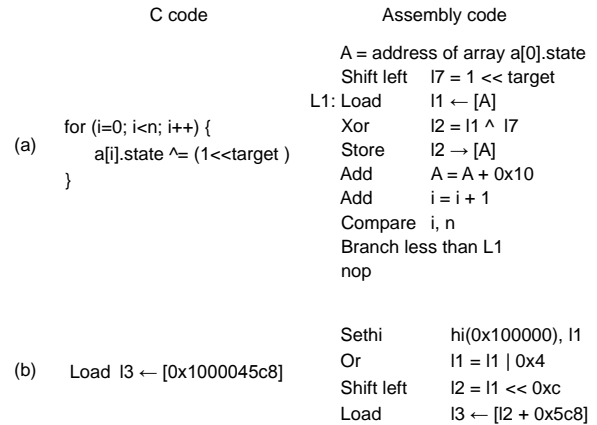 C code Assembly code
A = address of array a[0].state
Shift left l7 = 1 << target
L1: Load l1 ← [A]
for (i=0; i<n; i++) { Xor l2 = l1 ^ l7
(a) a[i].state ^= (1<<target ) Store l2 → [A]
} Add A = A + 0x10
Add i = i + 1
Compare i, n
Branch less than L1
nop
Sethi hi(0x100000), l1
(b) Load l3 ← [0x1000045c8] Or l1 = l1 | 0x4
Shift left l2 = l1 << 0xc
Load l3 ← [l2 + 0x5c8]